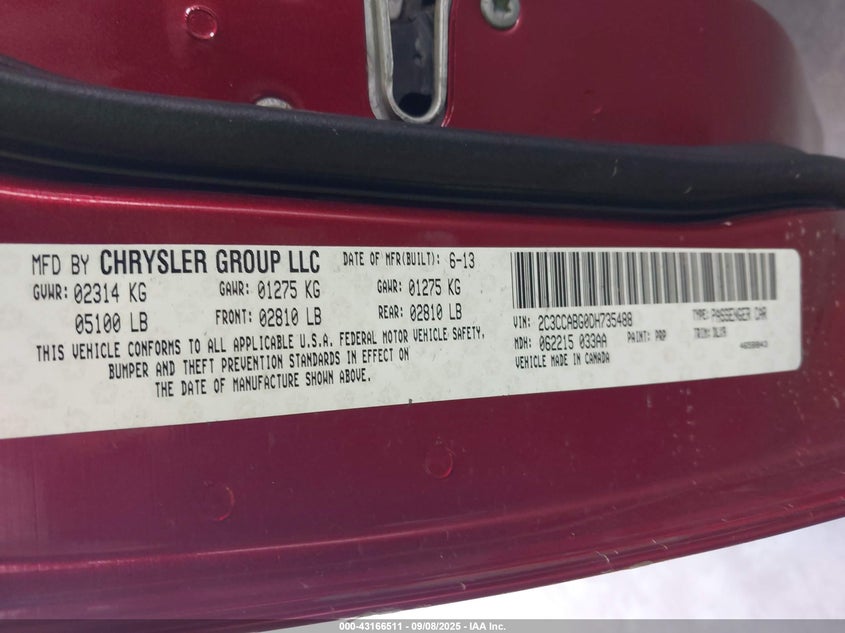 MFD BY CHRYSLER GROUP LLC DATE OF MFR(BUILT): 6-13
GVWR: 02314 KG GAWR: 01275 KG GAWR: 01275 KG
05100 LB FRONT: 02810 LB REAR: 02810 LB
THIS VEHICLE CONFORMS TO ALL APPLICABLE U.S.A. FEDERAL MOTOR VEHICLE SAFETY,
BUMPER AND THEFT PREVENTION STANDARDS IN EFFECT ON
THE DATE OF MANUFACTURE SHOWN ABOVE.
VIN: 2C3CCABG0DH735488 TYPE: PASSENGER CAR
MDH: 062215 033AA PAINT: PRP TRIM: DLX9
VEHICLE MADE IN CANADA
000-43166511 - 09/08/2025 - IAA Inc.